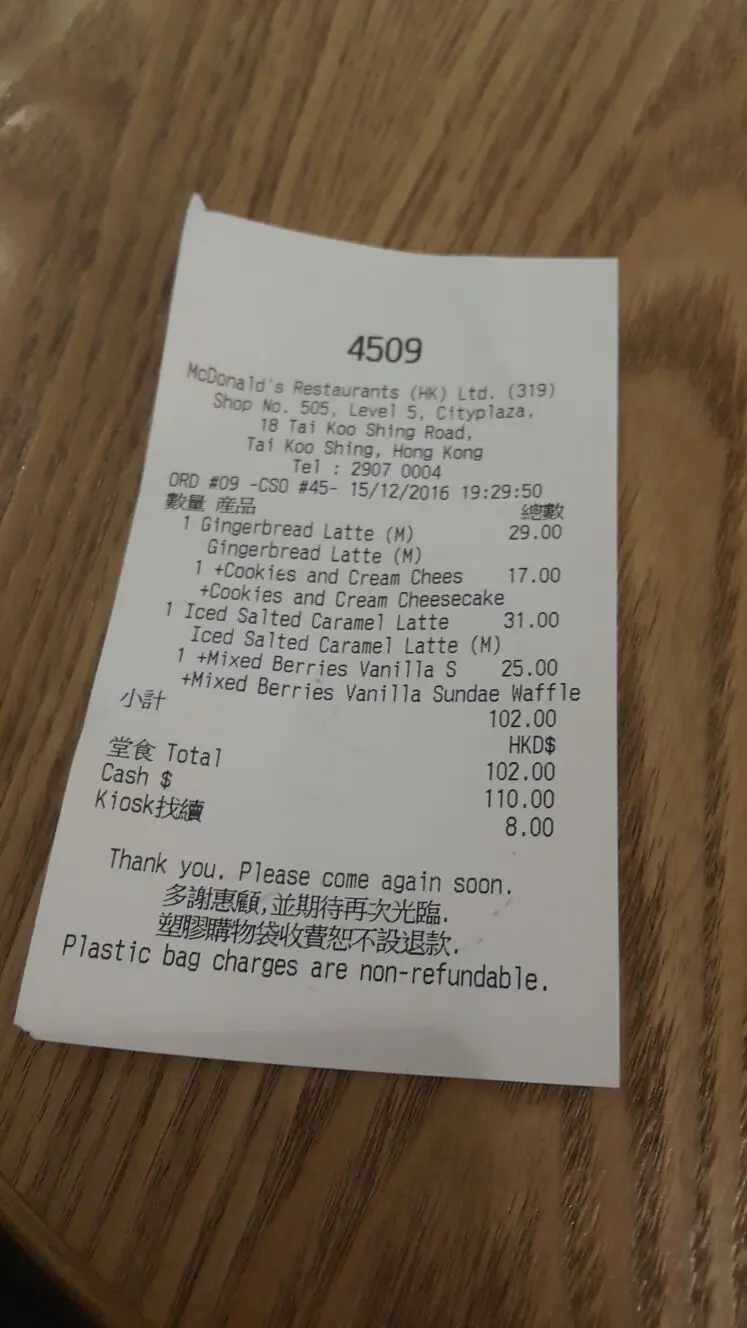 4509
McDonald's Restaurants (HK) Ltd. (319)
Shop No. 505, Level 5, Cityplaza,
18 Tai Koo Shing Road,
Tai Koo Shing, Hong Kong
Tel : 2907 0004
ORD #09 -CSO #45- 15/12/2016 19:29:50
數量 產品 總數
1 Gingerbread Latte (M) 29.00
Gingerbread Latte (M)
1 +Cookies and Cream Chees 17.00
+Cookies and Cream Cheesecake
1 Iced Salted Caramel Latte 31.00
Iced Salted Caramel Latte (M)
1 +Mixed Berries Vanilla S 25.00
+Mixed Berries Vanilla Sundae Waffle
小計 102.00
HKD$
堂食 Total 102.00
Cash $ 110.00
Kiosk找續 8.00
Thank you. Please come again soon.
多謝惠顧,並期待再次光臨.
塑膠購物袋收費恕不設退款.
Plastic bag charges are non-refundable.